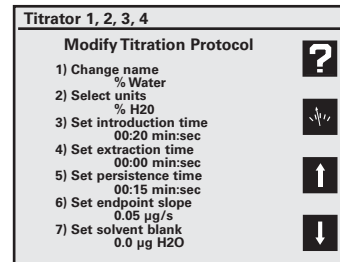 Titrator 1, 2, 3, 4
Modify Titration Protocol
1) Change name
% Water
2) Select units
% H20
3) Set introduction time
00:20 min:sec
4) Set extraction time
00:00 min:sec
5) Set persistence time
00:15 min:sec
6) Set endpoint slope
0.05 µg/s
7) Set solvent blank
0.0 µg H2O
?